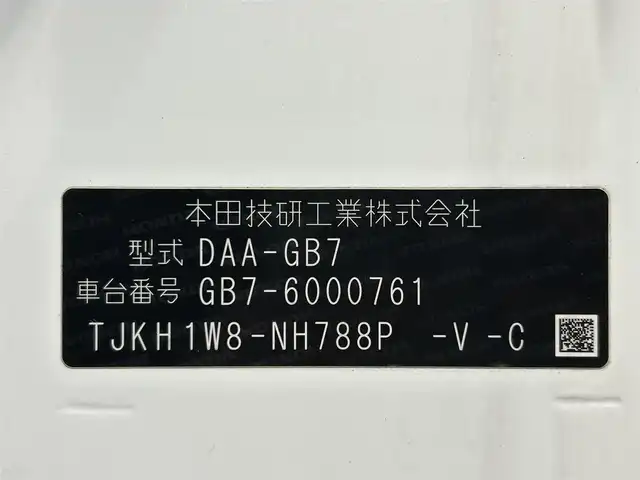 本田技研工業株式会社
型式 DAA-GB7
車台番号 GB7-6000761
TJKH1W8-NH788P -V -C